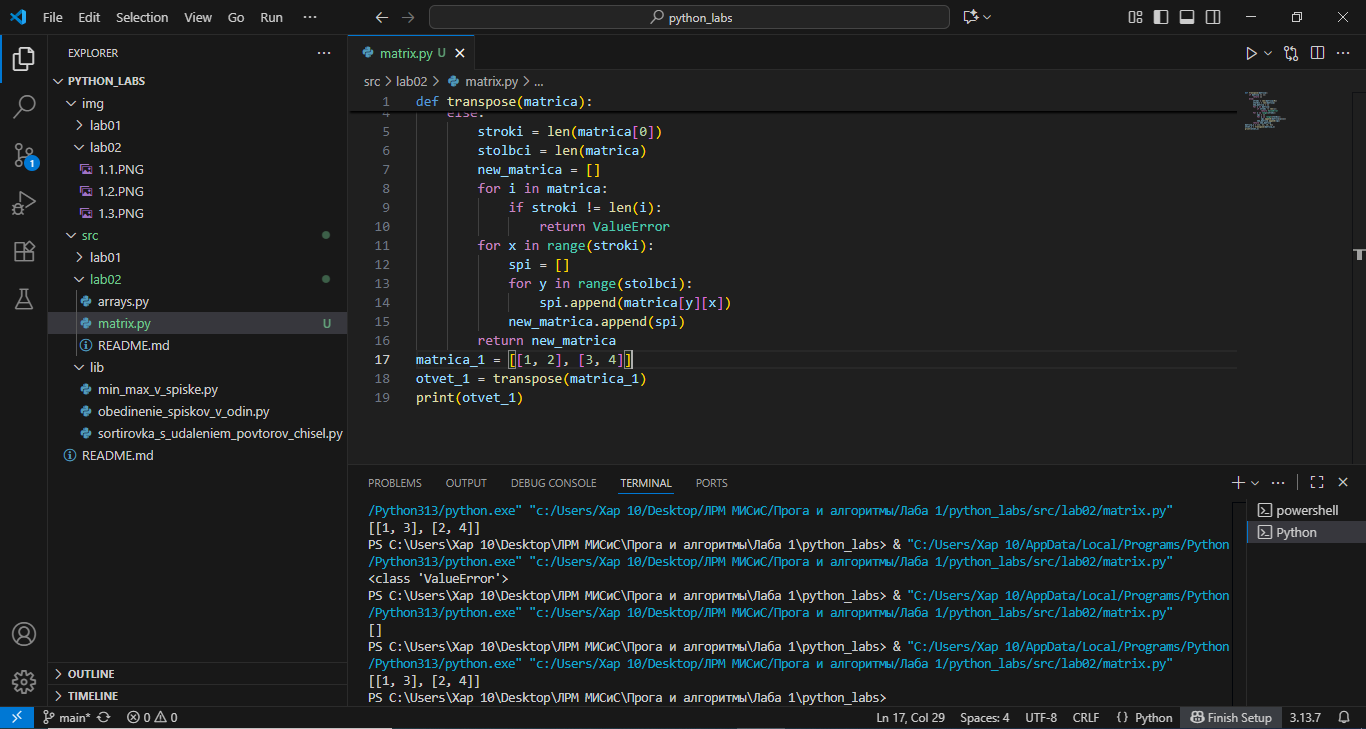 File Edit Selection View Go Run ... python_labs
EXPLORER ...
PYTHON_LABS
img
lab01
lab02
1.1.PNG
1.2.PNG
1.3.PNG
src
lab01
lab02
arrays.py
matrix.py U
README.md
lib
min_max_v_spiske.py
obedinenie_spiskov_v_odin.py
sortirovka_s_udaleniem_povtorov_chisel.py
README.md
OUTLINE
TIMELINE
1
matrix.py U
src > lab02 > matrix.py > ...
1 def transpose(matrica):
4 else:
5 stroki = len(matrica[0])
6 stolbci = len(matrica)
7 new_matrica = []
8 for i in matrica:
9 if stroki != len(i):
10 return ValueError
11 for x in range(stroki):
12 spi = []
13 for y in range(stolbci):
14 spi.append(matrica[y][x])
15 new_matrica.append(spi)
16 return new_matrica
17 matrica_1 = [[1, 2], [3, 4]]
18 otvet_1 = transpose(matrica_1)
19 print(otvet_1)
PROBLEMS OUTPUT DEBUG CONSOLE TERMINAL PORTS
/Python313/python.exe" "c:/Users/Xap 10/Desktop/ЛРМ МИСиС/Прога и алгоритмы/Лаба 1/python_labs/src/lab02/matrix.py"
[[1, 3], [2, 4]]
PS C:\Users\Xap 10\Desktop\ЛРМ МИСиС\Прога и алгоритмы\Лаба 1\python_labs> & "C:/Users/Xap 10/AppData/Local/Programs/Python
/Python313/python.exe" "c:/Users/Xap 10/Desktop/ЛРМ МИСиС/Прога и алгоритмы/Лаба 1/python_labs/src/lab02/matrix.py"
<class 'ValueError'>
PS C:\Users\Xap 10\Desktop\ЛРМ МИСиС\Прога и алгоритмы\Лаба 1\python_labs> & "C:/Users/Xap 10/AppData/Local/Programs/Python
/Python313/python.exe" "c:/Users/Xap 10/Desktop/ЛРМ МИСиС/Прога и алгоритмы/Лаба 1/python_labs/src/lab02/matrix.py"
[]
PS C:\Users\Xap 10\Desktop\ЛРМ МИСиС\Прога и алгоритмы\Лаба 1\python_labs> & "C:/Users/Xap 10/AppData/Local/Programs/Python
/Python313/python.exe" "c:/Users/Xap 10/Desktop/ЛРМ МИСиС/Прога и алгоритмы/Лаба 1/python_labs/src/lab02/matrix.py"
[[1, 3], [2, 4]]
PS C:\Users\Xap 10\Desktop\ЛРМ МИСиС\Прога и алгоритмы\Лаба 1\python_labs>
powershell
Python
main* 0 0 Ln 17, Col 29 Spaces: 4 UTF-8 CRLF {} Python Finish Setup 3.13.7